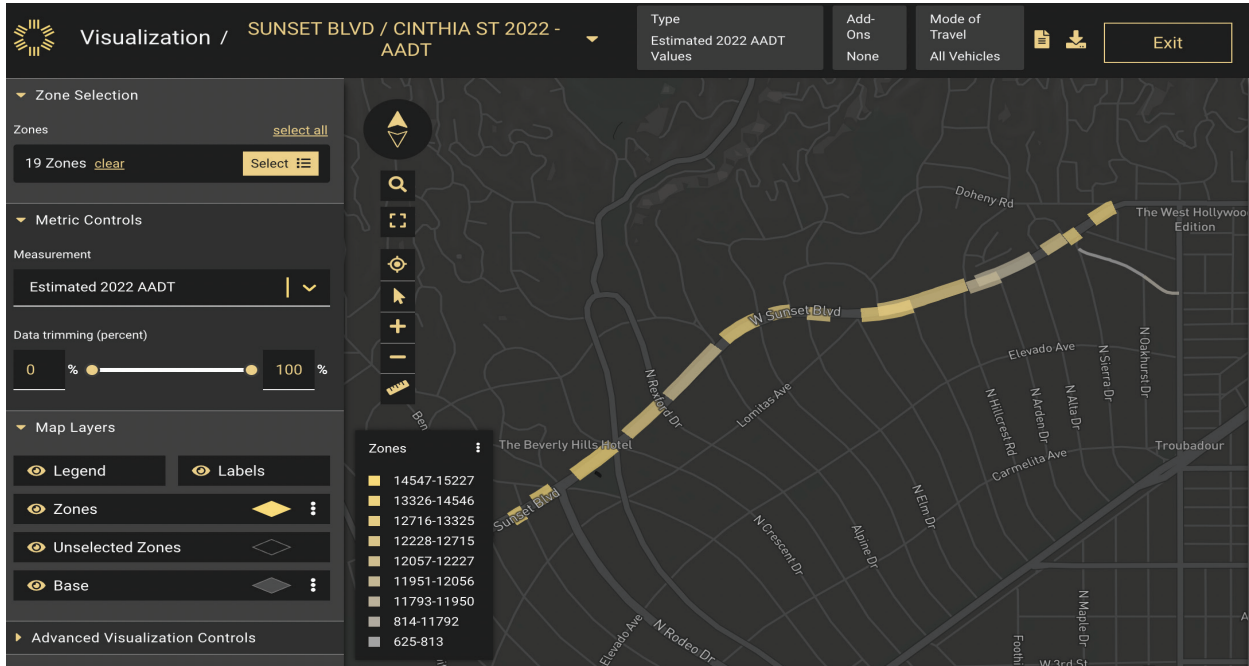 Visualization /
SUNSET BLVD / CINTHIA ST 2022 -
AADT
Type
Estimated 2022 AADT
Values
Add-
Ons
None
Mode of
Travel
All Vehicles
Exit
Zone Selection
Zones
select all
19 Zones clear
Select
Metric Controls
Measurement
Estimated 2022 AADT
Data trimming (percent)
0 %
100 %
Map Layers
Legend
Labels
Zones
Unselected Zones
Base
Advanced Visualization Controls
Doheny Rd
The West Hollywoo
Edition
W Sunset Blvd
N Oakhurst Dr
N Sierra Dr
Elevado Ave
N Alta Dr
N Arden Dr
N Hillcrest Rd
N Rexford Dr
Lomitas Ave
Ben
The Beverly Hills Hotel
Troubadour
Carmelita Ave
Sunset Blvd
N Elm Dr
N Crescent Dr
Alpine Dr
N Maple Dr
Elevado Ave
N Rodeo Dr
Foothi
W 3rd St
A
Zones
14547-15227
13326-14546
12716-13325
12228-12715
12057-12227
11951-12056
11793-11950
814-11792
625-813